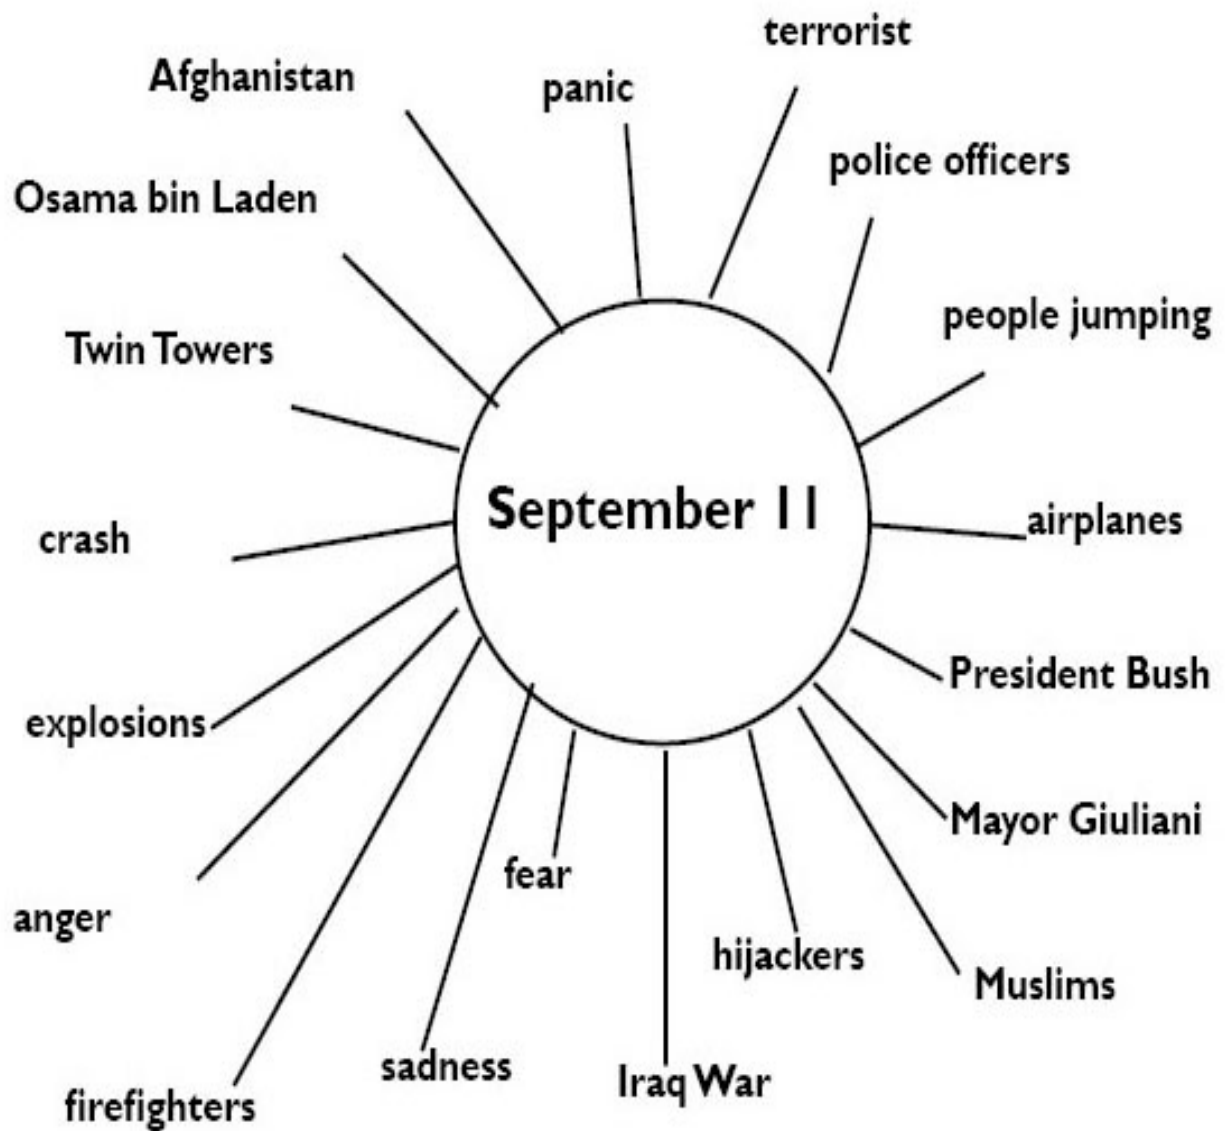 terrorist
Afghanistan
panic
police officers
Osama bin Laden
people jumping
Twin Towers
September 11
airplanes
crash
President Bush
explosions
Mayor Giuliani
fear
anger
hijackers
Muslims
sadness
Iraq War
firefighters